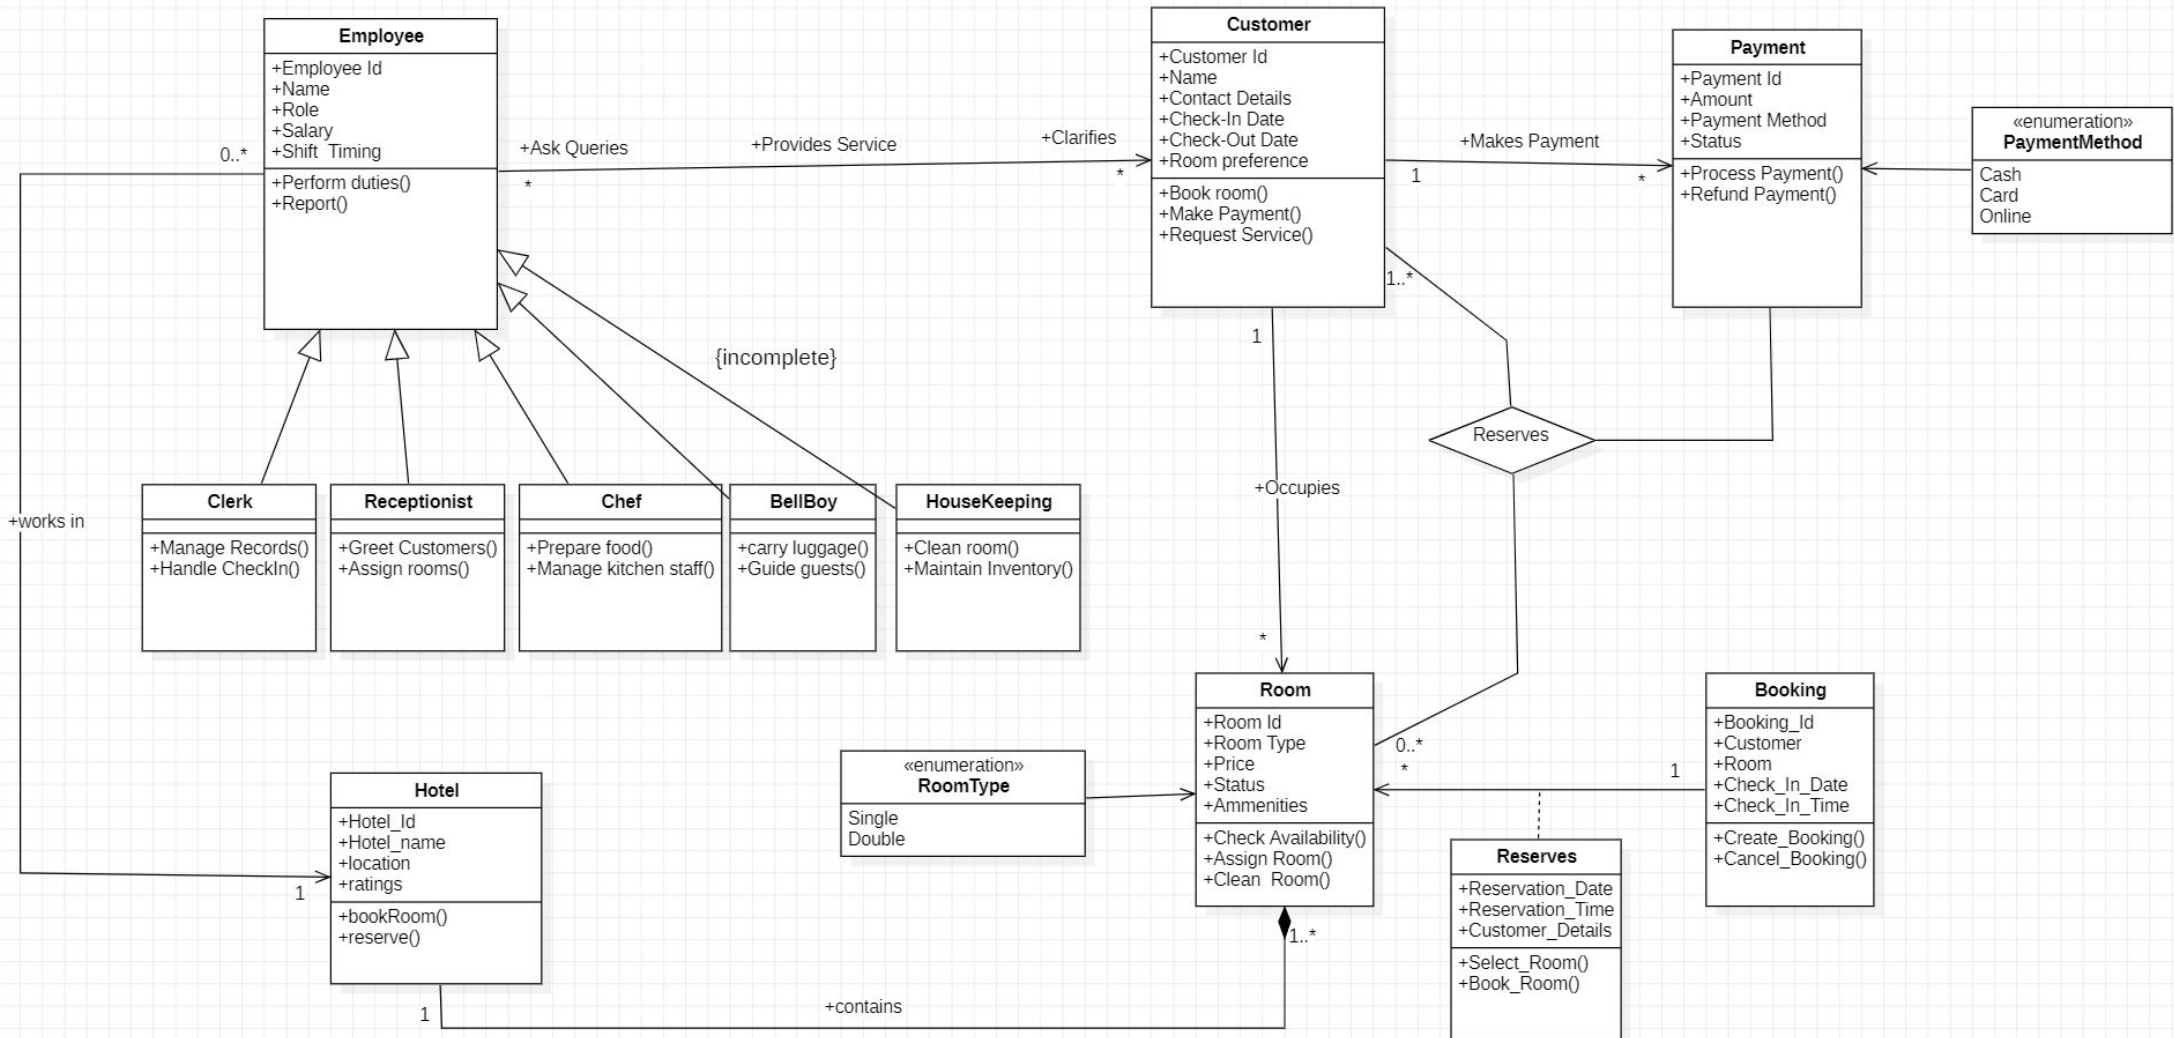 Employee
+Employee Id
+Name
+Role
+Salary
+Shift  Timing
+Perform duties()
+Report()
0..*
+Ask Queries
*
+Provides Service
+Clarifies
*
Customer
+Customer Id
+Name
+Contact Details
+Check-In Date
+Check-Out Date
+Room preference
+Book room()
+Make Payment()
+Request Service()
+Makes Payment
1
*
Payment
+Payment Id
+Amount
+Payment Method
+Status
+Process Payment()
+Refund Payment()
«enumeration»
PaymentMethod
Cash
Card
Online
1..*
1
{incomplete}
Reserves
+Occupies
*
+works in
Clerk
+Manage Records()
+Handle CheckIn()
Receptionist
+Greet Customers()
+Assign rooms()
Chef
+Prepare food()
+Manage kitchen staff()
BellBoy
+carry luggage()
+Guide guests()
HouseKeeping
+Clean room()
+Maintain Inventory()
Hotel
+Hotel_Id
+Hotel_name
+location
+ratings
+bookRoom()
+reserve()
1
1
+contains
«enumeration»
RoomType
Single
Double
Room
+Room Id
+Room Type
+Price
+Status
+Ammenities
+Check Availability()
+Assign Room()
+Clean  Room()
1..*
0..*
*
1
Booking
+Booking_Id
+Customer
+Room
+Check_In_Date
+Check_In_Time
+Create_Booking()
+Cancel_Booking()
Reserves
+Reservation_Date
+Reservation_Time
+Customer_Details
+Select_Room()
+Book_Room()